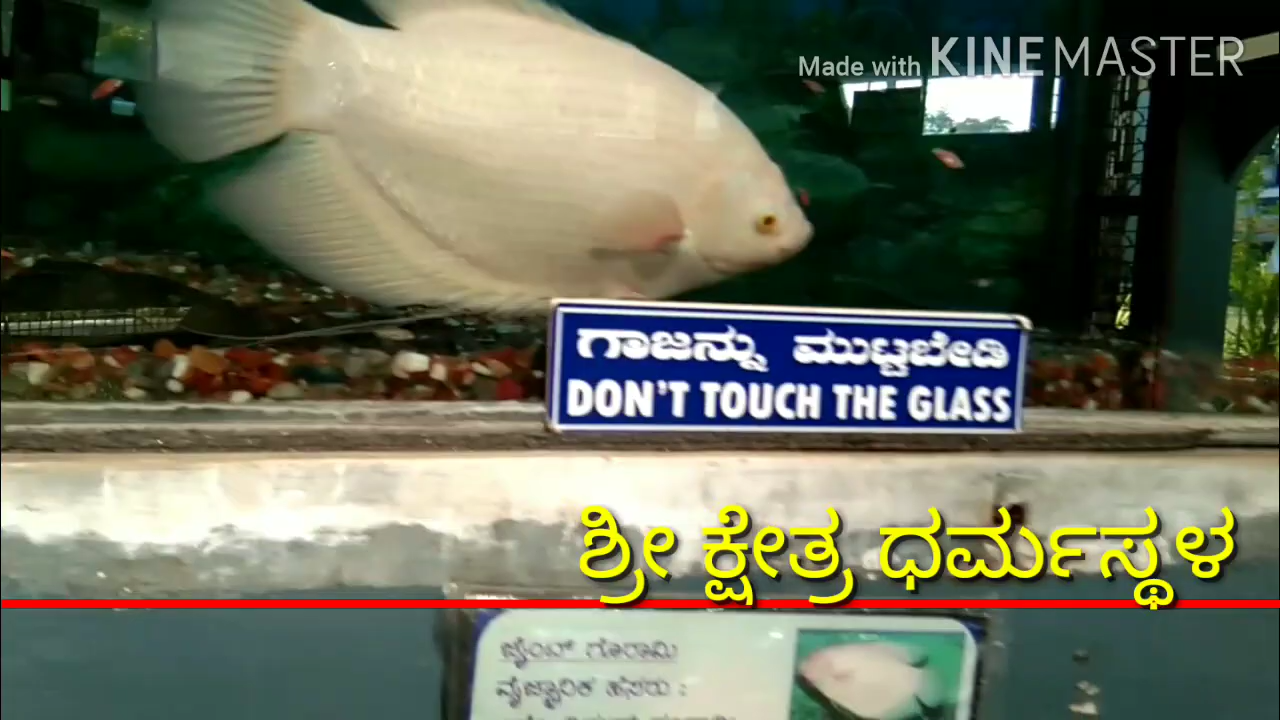 Made with KINEMASTER
ಗಾಜನ್ನು ಮುಟ್ಟಬೇಡಿ
DON'T TOUCH THE GLASS
ಶ್ರೀ ಕ್ಷೇತ್ರ ಧರ್ಮಸ್ಥಳ
ಜೈಂಟ್ ಗೊರಾಮಿ
ವೈಜ್ಞಾನಿಕ ಹೆಸರು :